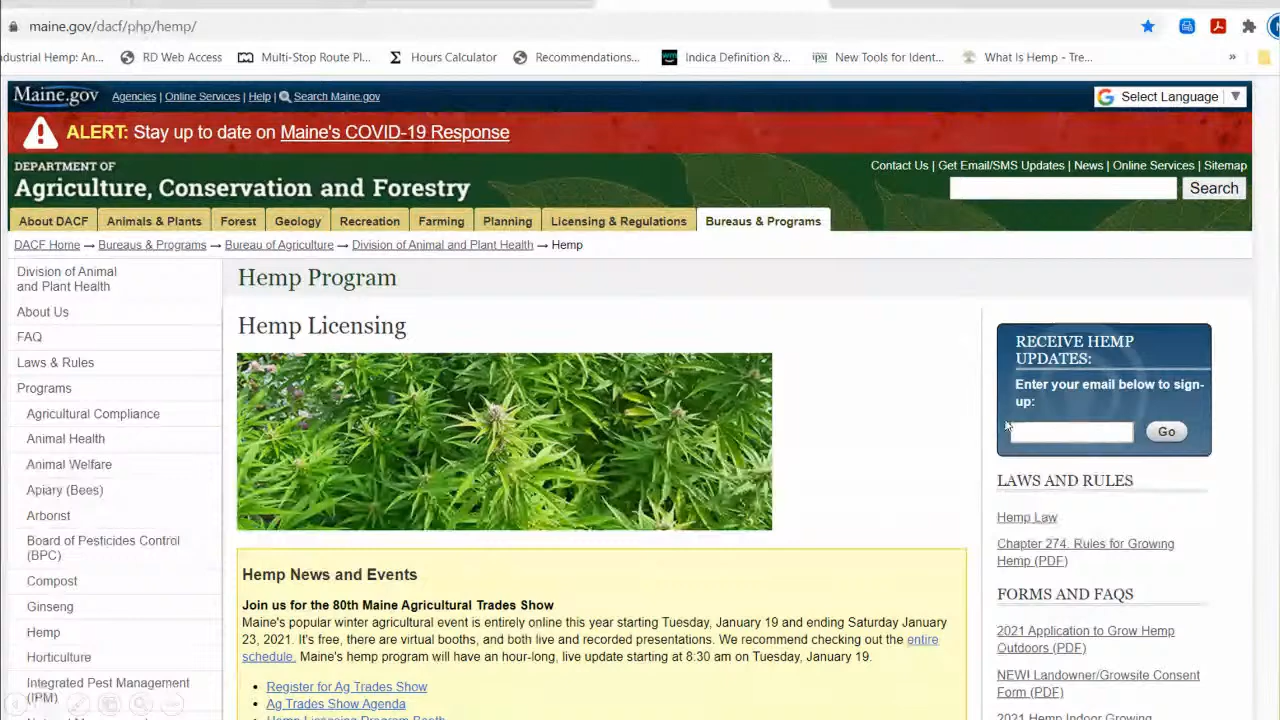 maine.gov/dacf/php/hemp/
ndustrial Hemp: An...
RD Web Access
Multi-Stop Route Pl...
Hours Calculator
Recommendations...
Indica Definition &...
New Tools for Ident...
What Is Hemp - Tre...
»
Maine.gov
Agencies | Online Services | Help | Search Maine.gov
Select Language
ALERT: Stay up to date on Maine's COVID-19 Response
DEPARTMENT OF
Agriculture, Conservation and Forestry
Contact Us | Get Email/SMS Updates | News | Online Services | Sitemap
Search
About DACF
Animals & Plants
Forest
Geology
Recreation
Farming
Planning
Licensing & Regulations
Bureaus & Programs
DACF Home → Bureaus & Programs → Bureau of Agriculture → Division of Animal and Plant Health → Hemp
Division of Animal
and Plant Health
About Us
FAQ
Laws & Rules
Programs
Agricultural Compliance
Animal Health
Animal Welfare
Apiary (Bees)
Arborist
Board of Pesticides Control
(BPC)
Compost
Ginseng
Hemp
Horticulture
Integrated Pest Management
(IPM)
Hemp Program
Hemp Licensing
Hemp News and Events
Join us for the 80th Maine Agricultural Trades Show
Maine's popular winter agricultural event is entirely online this year starting Tuesday, January 19 and ending Saturday January
23, 2021. It's free, there are virtual booths, and both live and recorded presentations. We recommend checking out the entire
schedule. Maine's hemp program will have an hour-long, live update starting at 8:30 am on Tuesday, January 19.
• Register for Ag Trades Show
• Ag Trades Show Agenda
Hemp Licensing Program Booth
RECEIVE HEMP
UPDATES:
Enter your email below to sign-
up:
Go
LAWS AND RULES
Hemp Law
Chapter 274. Rules for Growing
Hemp (PDF)
FORMS AND FAQS
2021 Application to Grow Hemp
Outdoors (PDF)
NEW! Landowner/Growsite Consent
Form (PDF)
2021 Hemp Indoor Growing